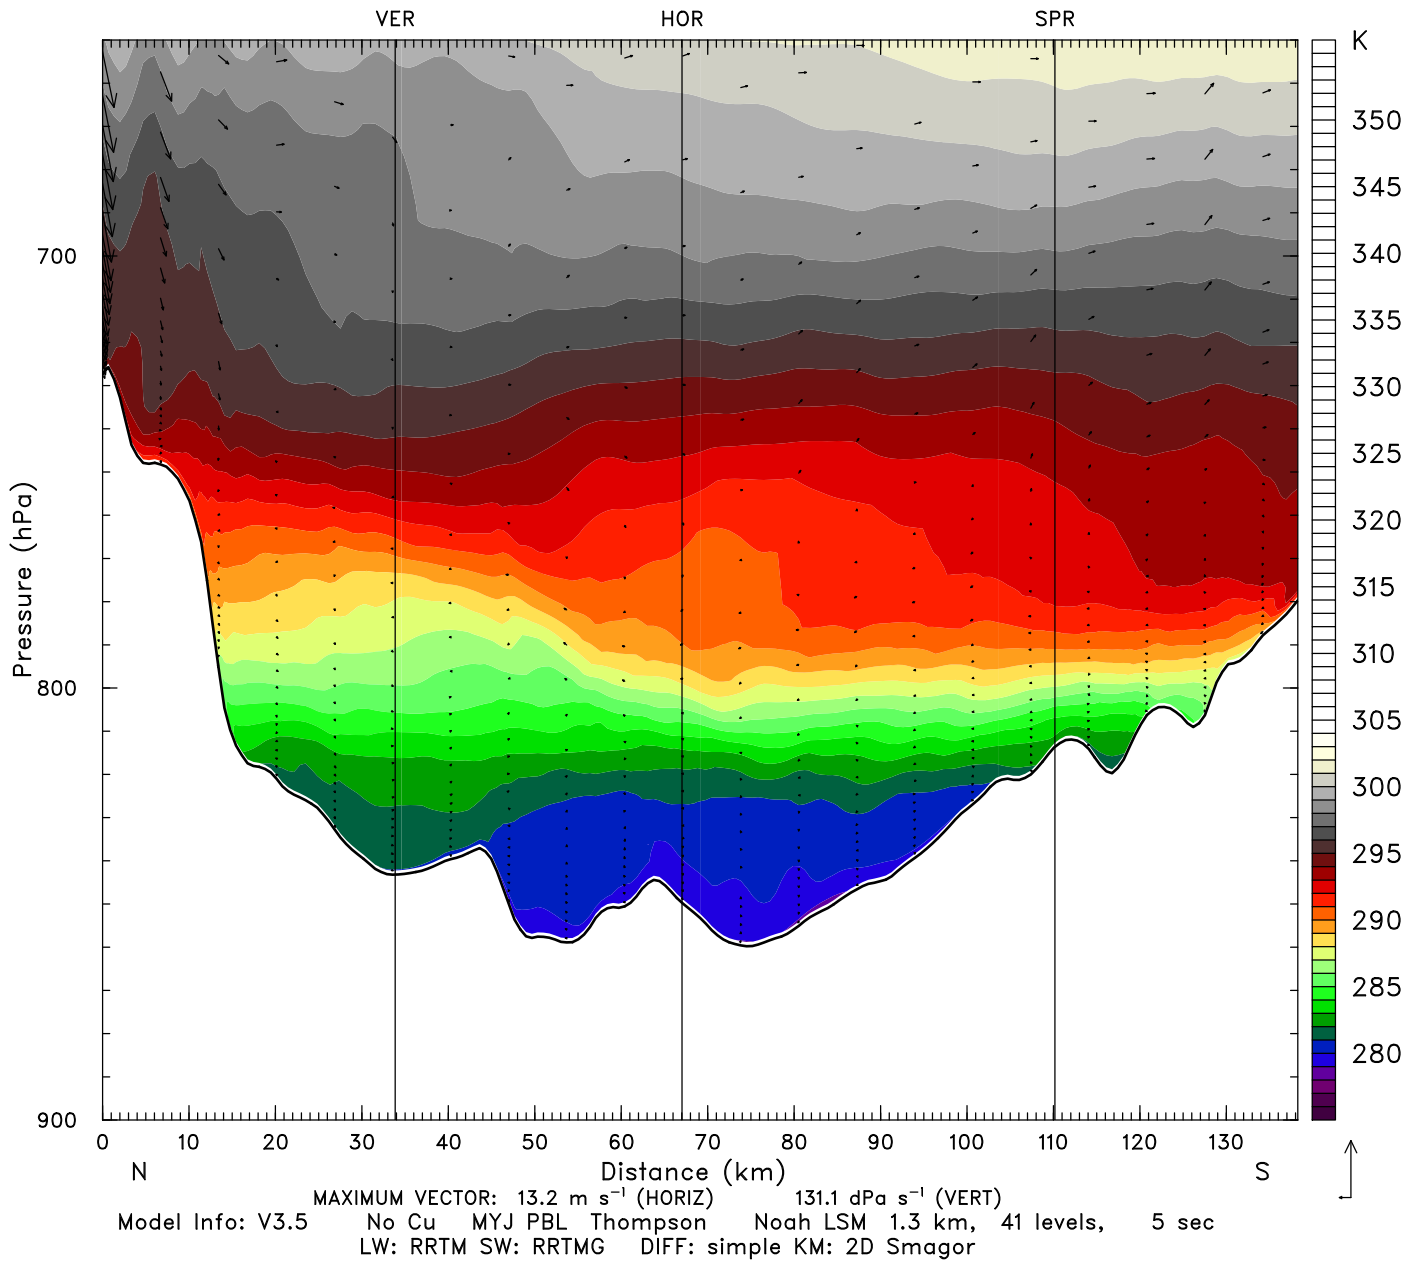 VER HOR SPR
K
350
345
340
335
330
325
320
315
310
305
300
295
290
285
280
Pressure (hPa)
700
800
900
0 10 20 30 40 50 60 70 80 90 100 110 120 130
N Distance (km) S
MAXIMUM VECTOR: 13.2 m s⁻¹ (HORIZ) 131.1 dPa s⁻¹ (VERT)
Model Info: V3.5 No Cu MYJ PBL Thompson Noah LSM 1.3 km, 41 levels, 5 sec
LW: RRTM SW: RRTMG DIFF: simple KM: 2D Smagor